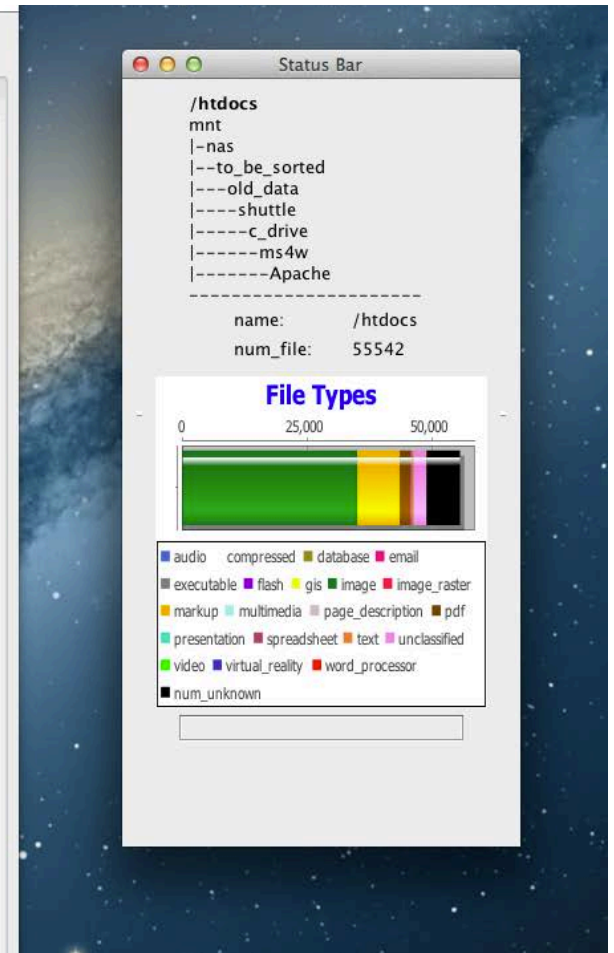 Status Bar
/htdocs
mnt
|-nas
|--to_be_sorted
|---old_data
|----shuttle
|-----c_drive
|------ms4w
|-------Apache
----------------------
name: /htdocs
num_file: 55542
File Types
0 25,000 50,000
audio compressed database email
executable flash gis image image_raster
markup multimedia page_description pdf
presentation spreadsheet text unclassified
video virtual_reality word_processor
num_unknown